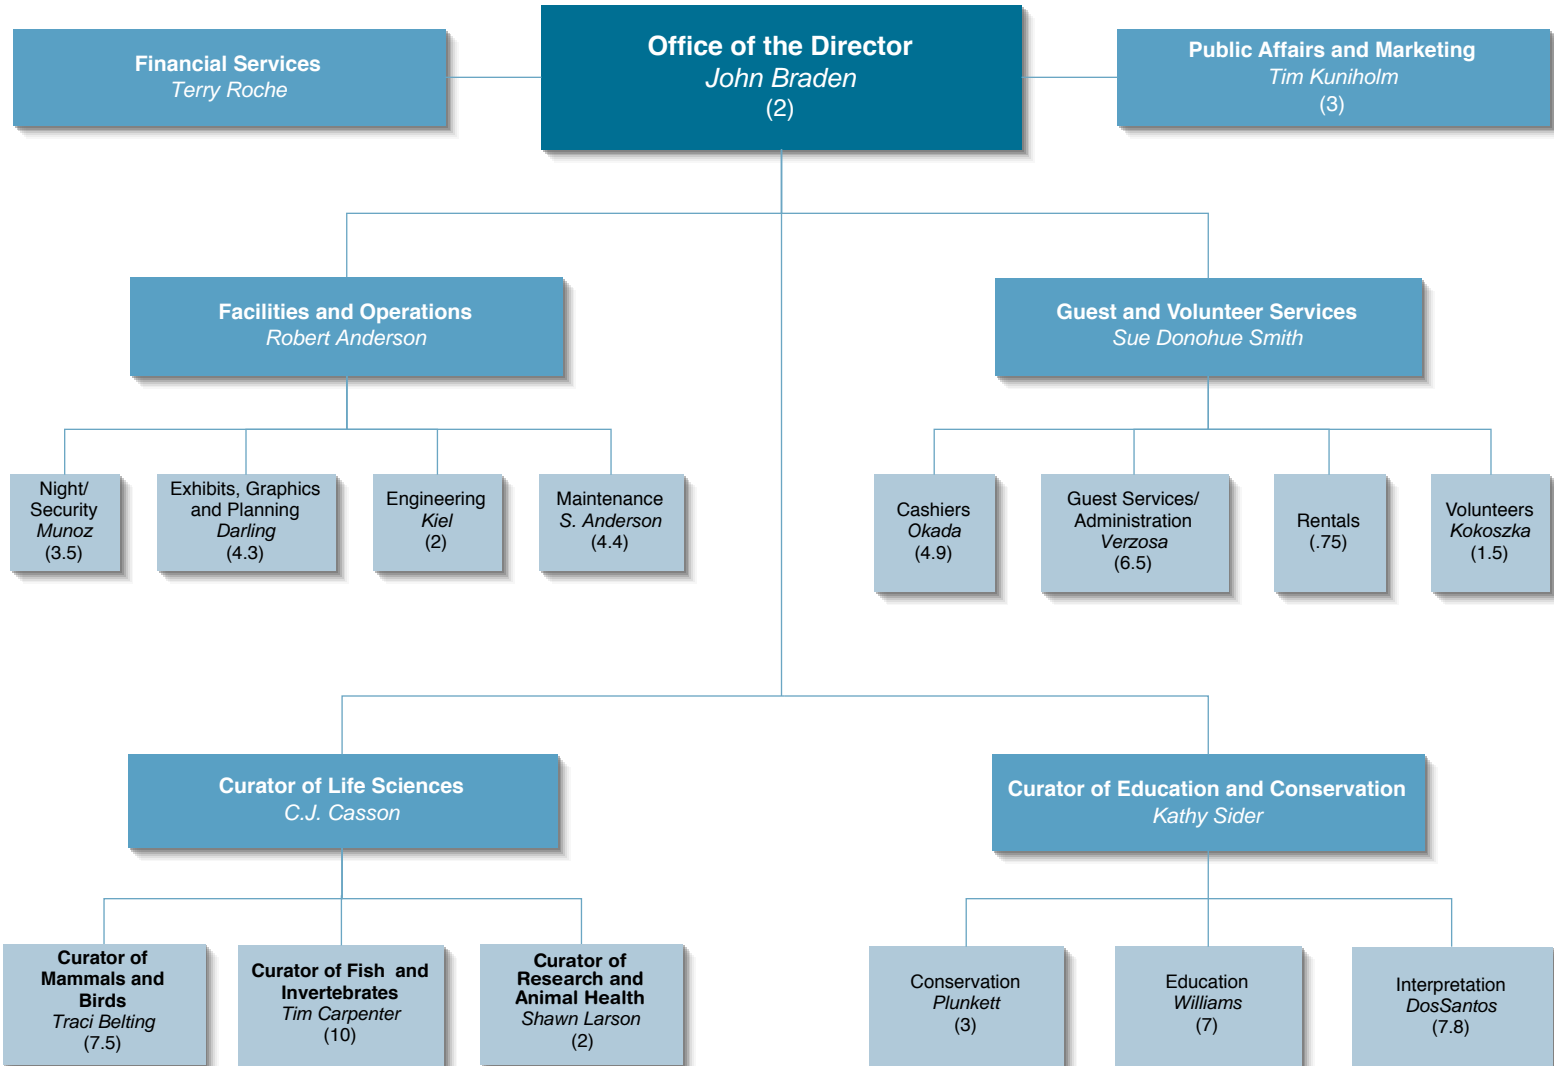 Financial Services
Terry Roche
Office of the Director
John Braden
(2)
Public Affairs and Marketing
Tim Kuniholm
(3)
Facilities and Operations
Robert Anderson
Guest and Volunteer Services
Sue Donohue Smith
Night/
Security
Munoz
(3.5)
Exhibits, Graphics
and Planning
Darling
(4.3)
Engineering
Kiel
(2)
Maintenance
S. Anderson
(4.4)
Cashiers
Okada
(4.9)
Guest Services/
Administration
Verzosa
(6.5)
Rentals
(.75)
Volunteers
Kokoszka
(1.5)
Curator of Life Sciences
C.J. Casson
Curator of Education and Conservation
Kathy Sider
Curator of
Mammals and
Birds
Traci Belting
(7.5)
Curator of Fish and
Invertebrates
Tim Carpenter
(10)
Curator of
Research and
Animal Health
Shawn Larson
(2)
Conservation
Plunkett
(3)
Education
Williams
(7)
Interpretation
DosSantos
(7.8)